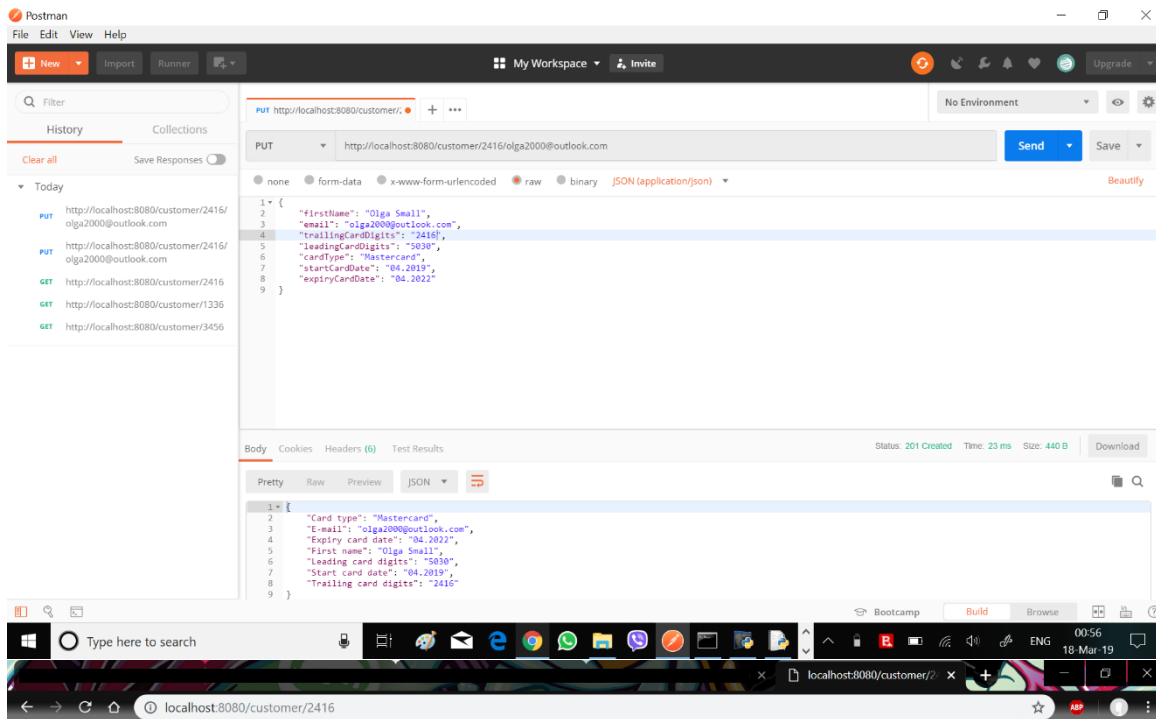 Postman
File Edit View Help
New Import Runner My Workspace Invite Upgrade
Filter
History Collections
Clear all Save Responses
Today
PUT http://localhost:8080/customer/2416/
olga2000@outlook.com
PUT http://localhost:8080/customer/2416/
olga2000@outlook.com
GET http://localhost:8080/customer/2416
GET http://localhost:8080/customer/1336
GET http://localhost:8080/customer/3456
PUT http://localhost:8080/customer/2 No Environment
PUT http://localhost:8080/customer/2416/olga2000@outlook.com Send Save
none form-data x-www-form-urlencoded raw binary JSON (application/json) Beautify
1 {
2 "firstName": "Olga Small",
3 "email": "olga2000@outlook.com",
4 "trailingCardDigits": "2416",
5 "leadingCardDigits": "5030",
6 "cardType": "Mastercard",
7 "startCardDate": "04.2019",
8 "expiryCardDate": "04.2022"
9 }
Body Cookies Headers (6) Test Results Status: 201 Created Time: 23 ms Size: 440 B Download
Pretty Raw Preview JSON
1 {
2 "Card type": "Mastercard",
3 "E-mail": "olga2000@outlook.com",
4 "Expiry card date": "04.2022",
5 "First name": "Olga Small",
6 "Leading card digits": "5030",
7 "Start card date": "04.2019",
8 "Trailing card digits": "2416"
9 }
Bootcamp Build Browse
Type here to search ENG 00:56
18-Mar-19
localhost:8080/customer/2
localhost:8080/customer/2416 ABP